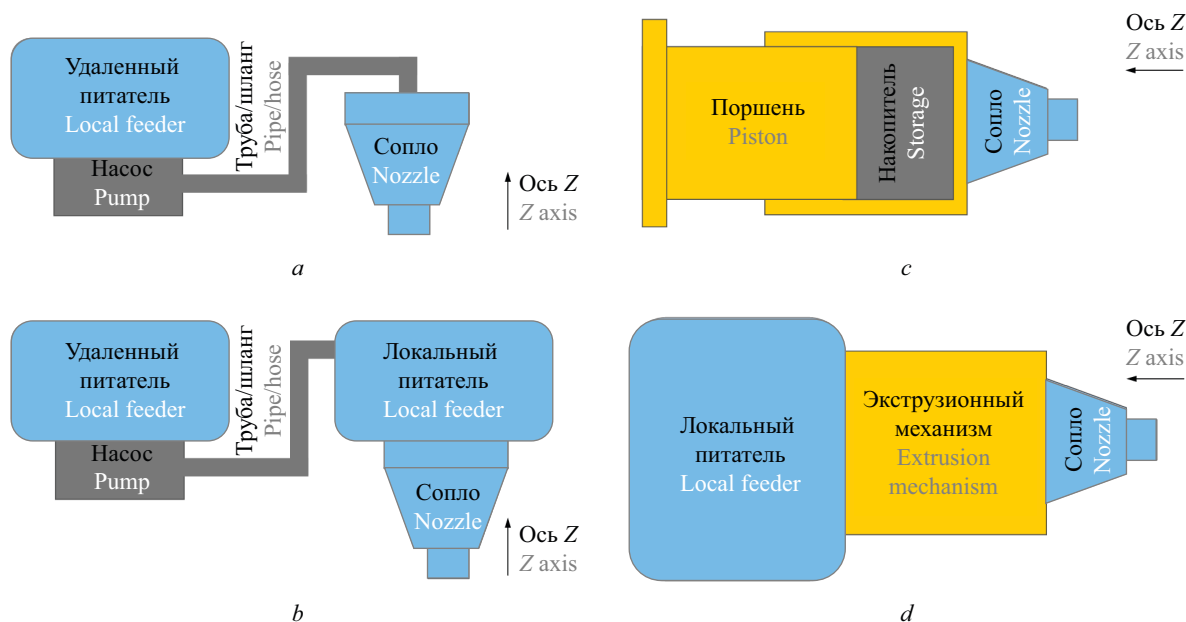 Удаленный
питатель
Local feeder
Насос
Pump
Труба/шланг
Pipe/hose
Сопло
Nozzle
Ось Z
Z axis
a
Поршень
Piston
Накопитель
Storage
Сопло
Nozzle
Ось Z
Z axis
c
Удаленный
питатель
Local feeder
Насос
Pump
Труба/шланг
Pipe/hose
Локальный
питатель
Local feeder
Сопло
Nozzle
Ось Z
Z axis
b
Локальный
питатель
Local feeder
Экструзионный
механизм
Extrusion
mechanism
Сопло
Nozzle
Ось Z
Z axis
d